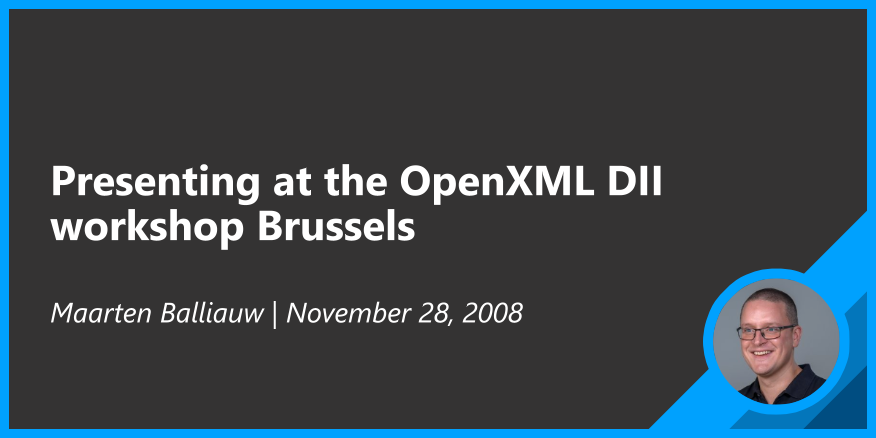 Presenting at the OpenXML DII
workshop Brussels
Maarten Balliauw | November 28, 2008